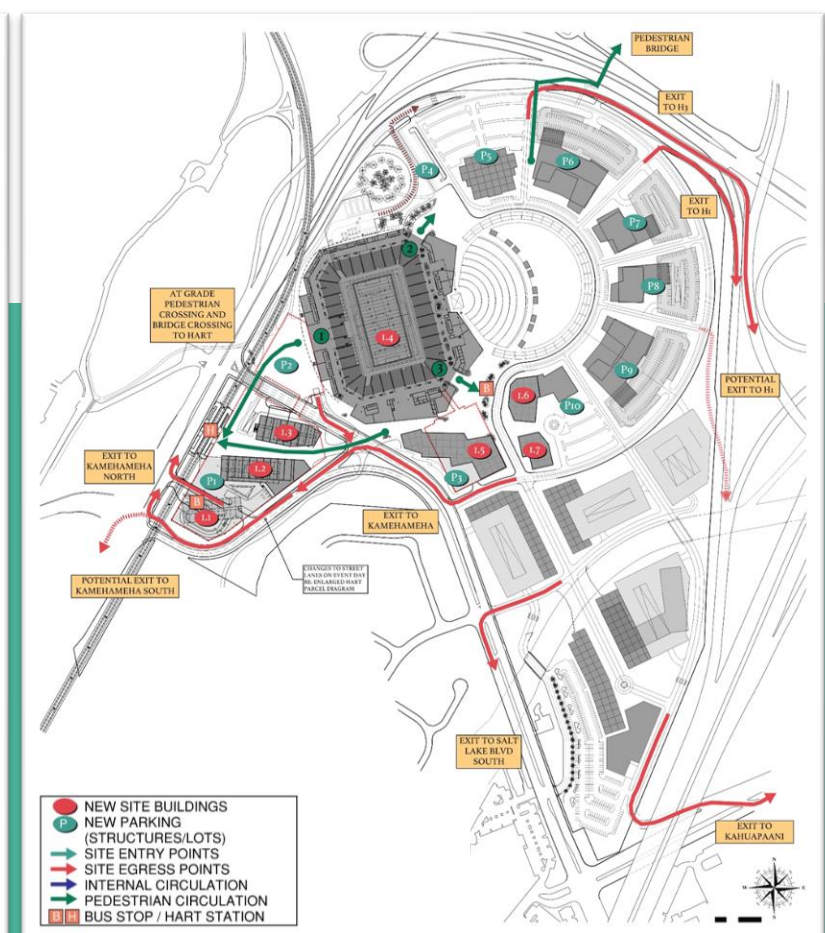 PEDESTRIAN
BRIDGE
EXIT
TO H3
P5
P6
P4
EXIT
TO H1
P7
2
P8
AT GRADE
PEDESTRIAN
CROSSING AND
BRIDGE CROSSING
TO HART
1
1.4
P2
3
P9
B
POTENTIAL
EXIT TO H1
1.6
P10
H
1.3
1.5
1.7
EXIT TO
KAMEHAMEHA
NORTH
1.2
P1
P3
B
1.1
EXIT TO
KAMEHAMEHA
POTENTIAL EXIT TO
KAMEHAMEHA SOUTH
CHANGES TO STREET
LANES ON EVENT DAY
RE: ENLARGED HART
PARCEL DIAGRAM
EXIT TO SALT
LAKE BLVD
SOUTH
NEW SITE BUILDINGS
P NEW PARKING
(STRUCTURES/LOTS)
SITE ENTRY POINTS
SITE EGRESS POINTS
INTERNAL CIRCULATION
PEDESTRIAN CIRCULATION
B H BUS STOP / HART STATION
EXIT TO
KAHUAPAANI
N
W E
S